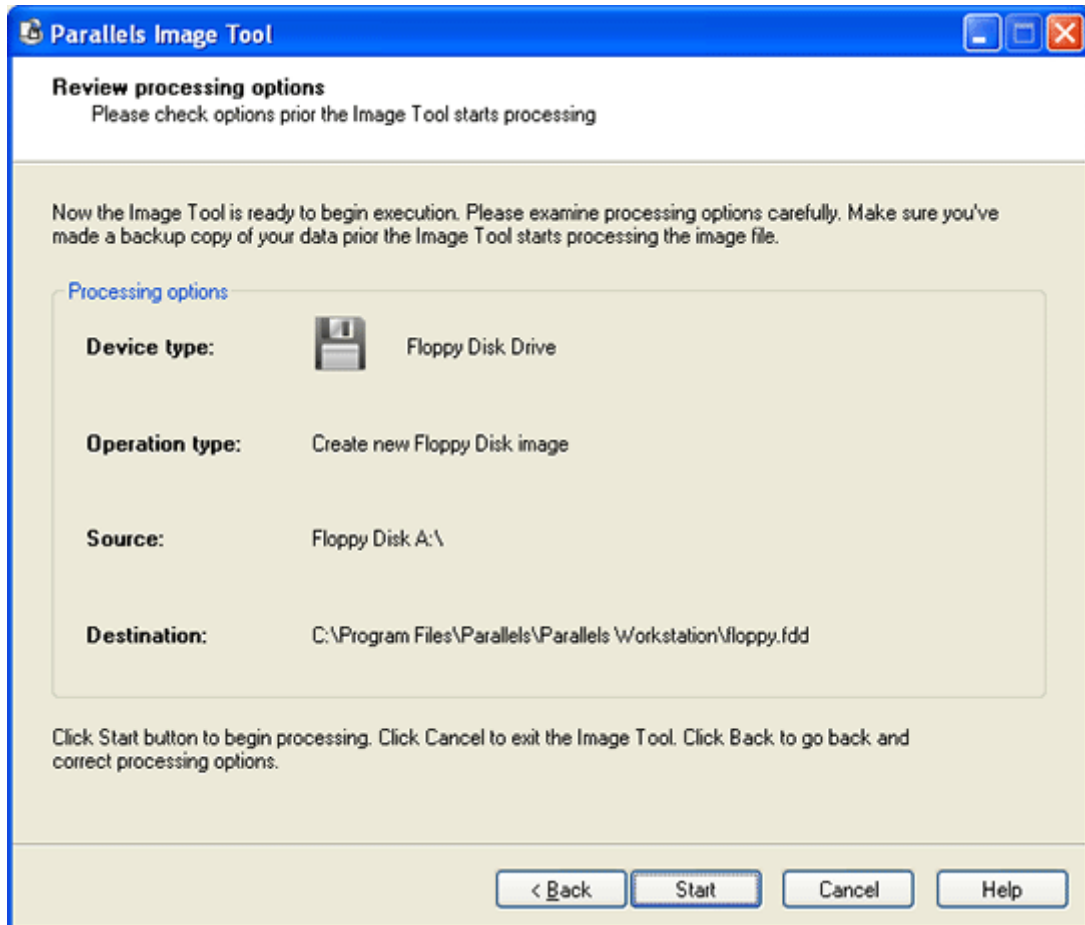 Parallels Image Tool
Review processing options
Please check options prior the Image Tool starts processing
Now the Image Tool is ready to begin execution. Please examine processing options carefully. Make sure you've
made a backup copy of your data prior the Image Tool starts processing the image file.
Processing options
Device type: Floppy Disk Drive
Operation type: Create new Floppy Disk image
Source: Floppy Disk A:\
Destination: C:\Program Files\Parallels\Parallels Workstation\floppy.fdd
Click Start button to begin processing. Click Cancel to exit the Image Tool. Click Back to go back and
correct processing options.
< Back Start Cancel Help